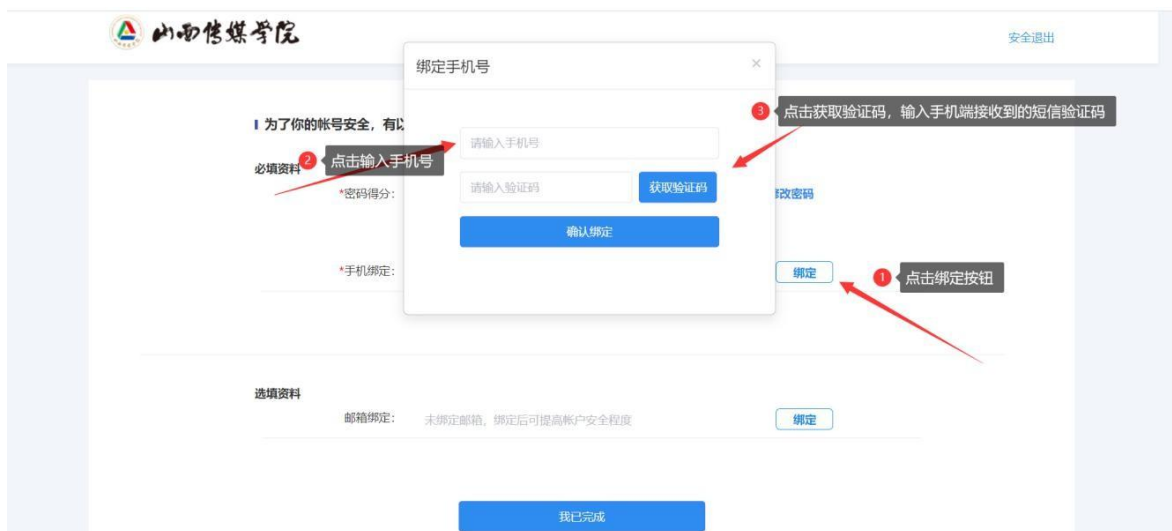 山西传媒学院
安全退出
绑定手机号
×
3 点击获取验证码，输入手机端接收到的短信验证码
为了你的帐号安全，有
请输入手机号
2 点击输入手机号
必填资料
请输入验证码 获取验证码
*密码得分： 改密码
确认绑定
*手机绑定： 绑定
1 点击绑定按钮
选填资料
邮箱绑定： 未绑定邮箱，绑定后可提高帐户安全程度 绑定
我已完成